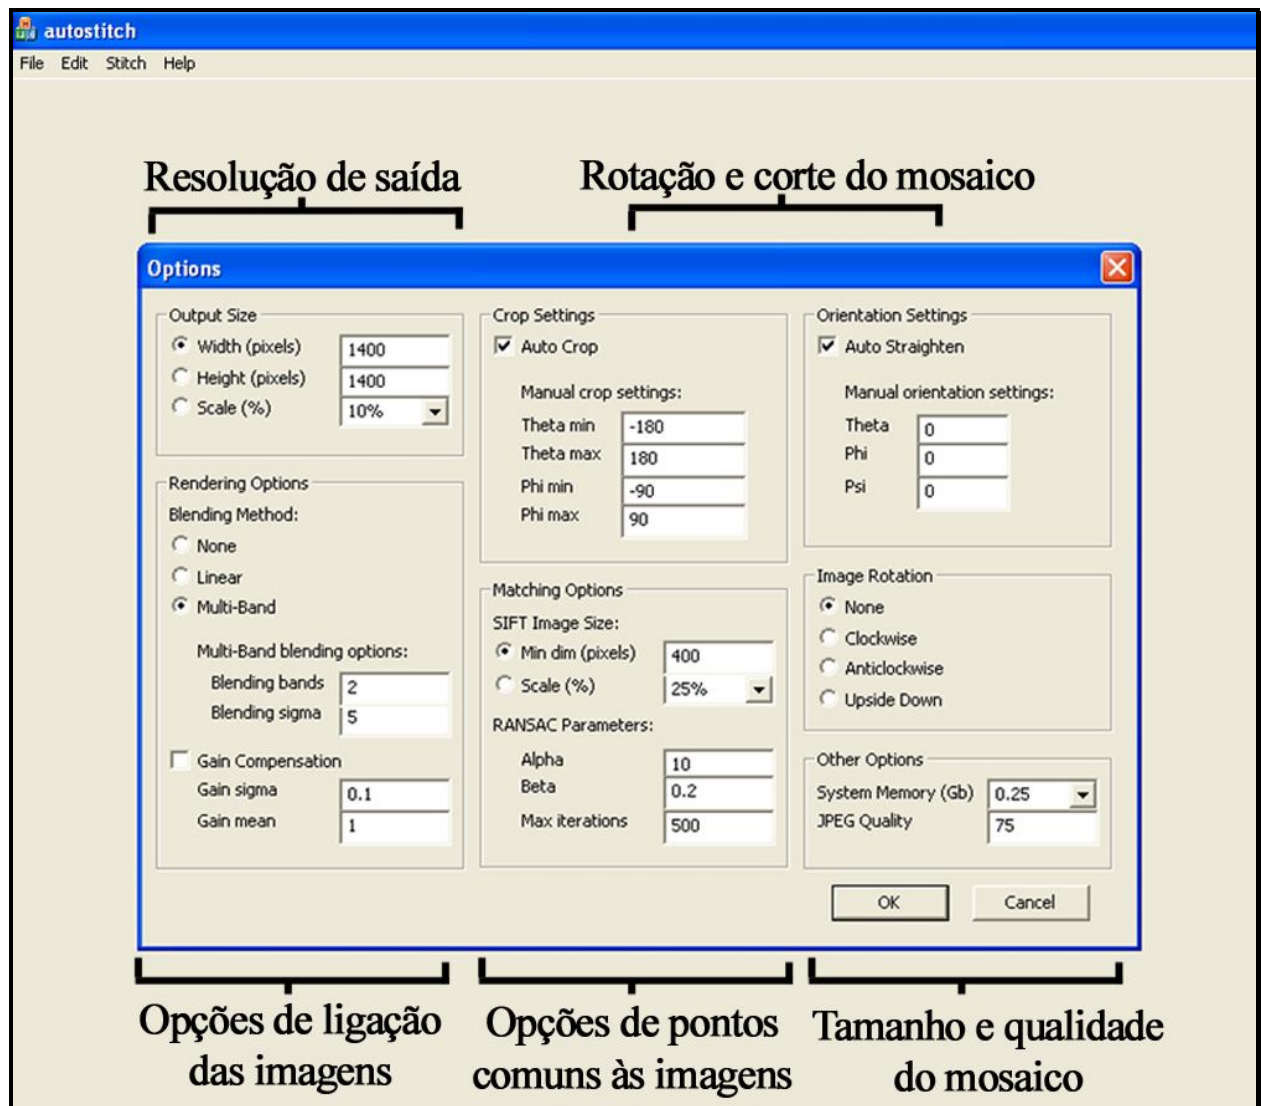 autostitch
File Edit Stitch Help
Resolução de saída
Rotação e corte do mosaico
Options
Output Size
Width (pixels) 1400
Height (pixels) 1400
Scale (%) 10%
Rendering Options
Blending Method:
None
Linear
Multi-Band
Multi-Band blending options:
Blending bands 2
Blending sigma 5
Gain Compensation
Gain sigma 0.1
Gain mean 1
Crop Settings
Auto Crop
Manual crop settings:
Theta min -180
Theta max 180
Phi min -90
Phi max 90
Matching Options
SIFT Image Size:
Min dim (pixels) 400
Scale (%) 25%
RANSAC Parameters:
Alpha 10
Beta 0.2
Max iterations 500
Orientation Settings
Auto Straighten
Manual orientation settings:
Theta 0
Phi 0
Psi 0
Image Rotation
None
Clockwise
Anticlockwise
Upside Down
Other Options
System Memory (Gb) 0.25
JPEG Quality 75
OK Cancel
Opções de ligação
das imagens
Opções de pontos
comuns às imagens
Tamanho e qualidade
do mosaico